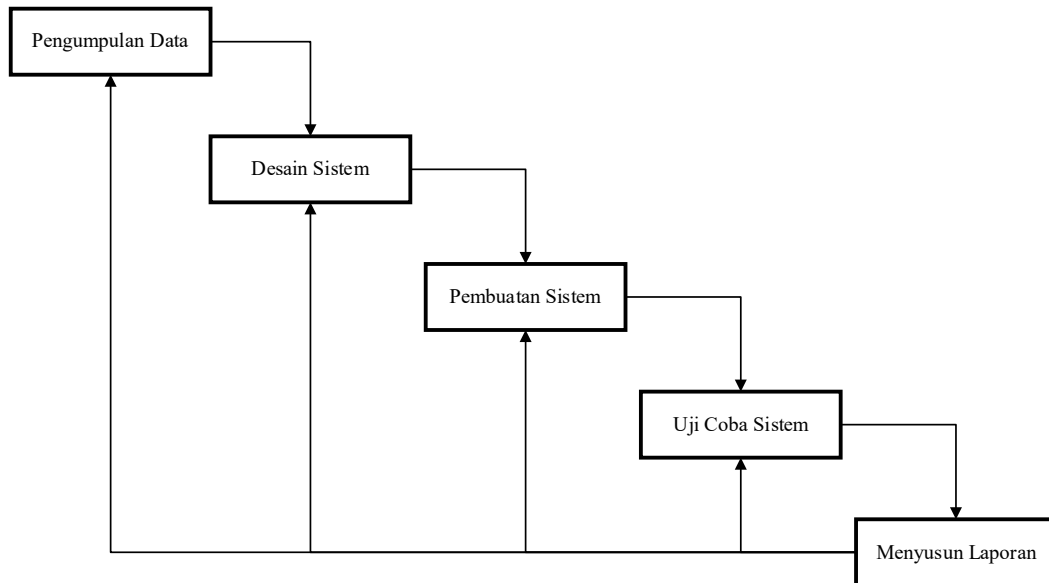 Pengumpulan Data
Desain Sistem
Pembuatan Sistem
Uji Coba Sistem
Menyusun Laporan